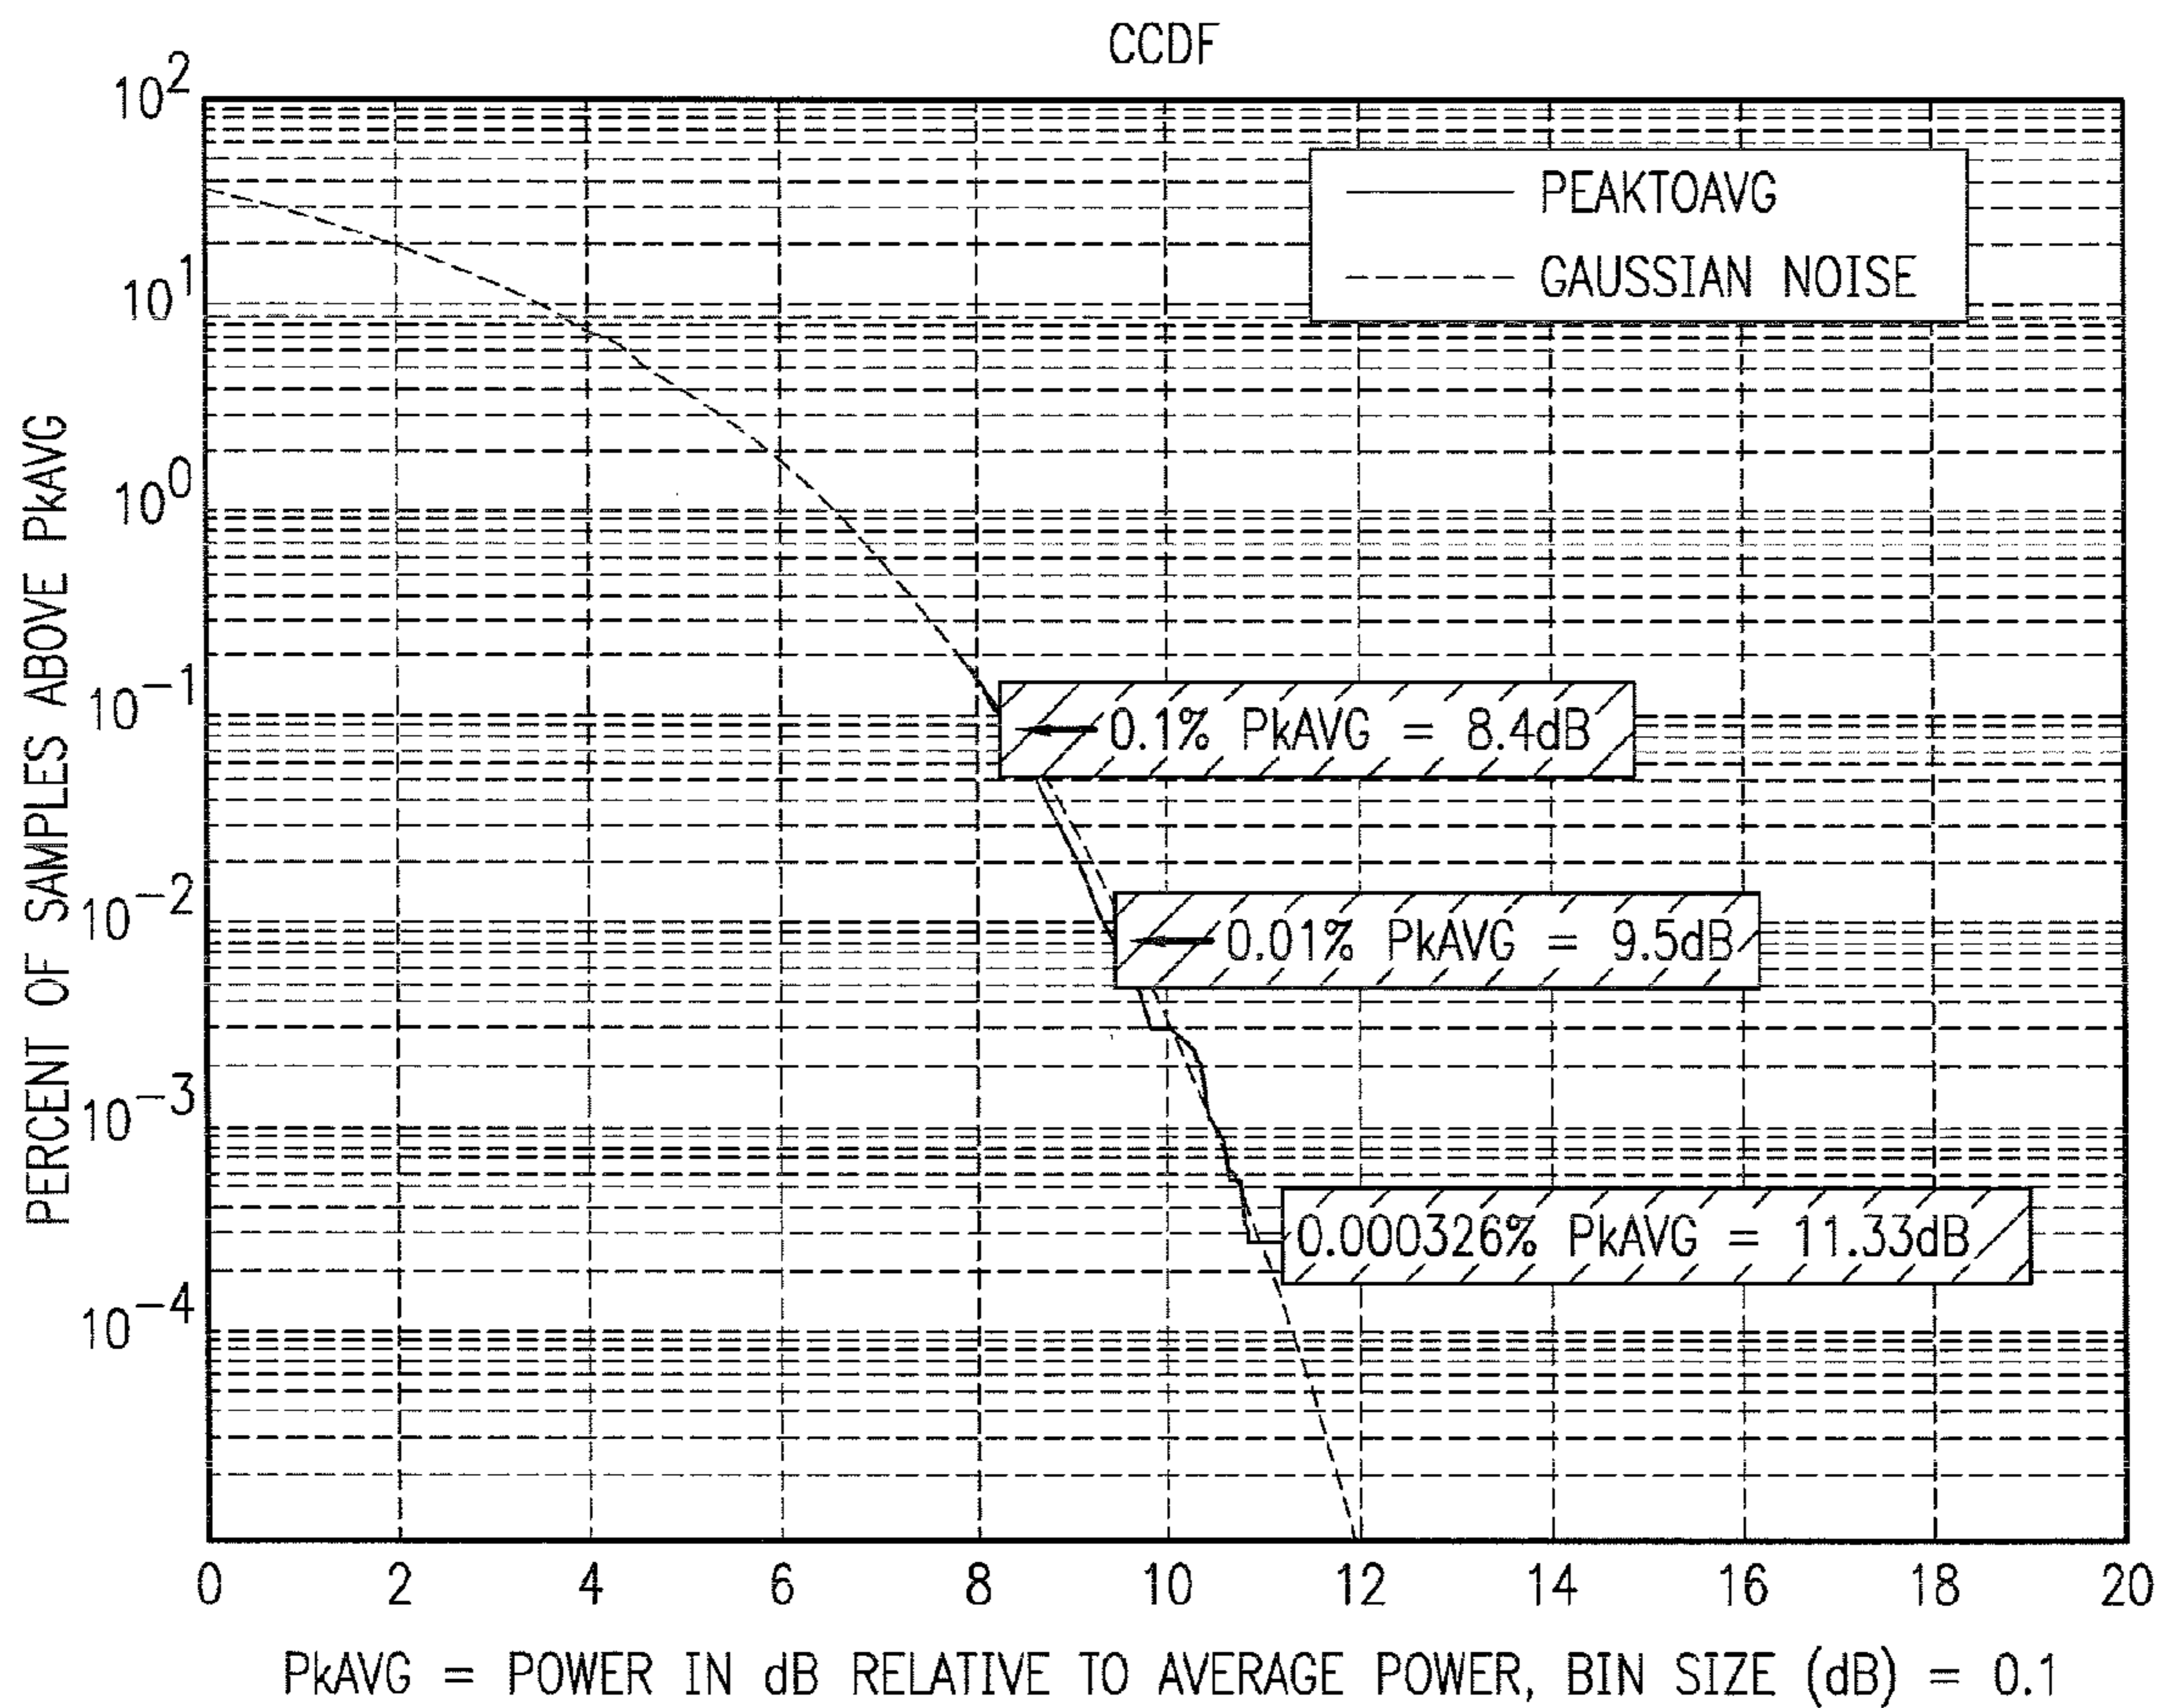 CCDF
PERCENT OF SAMPLES ABOVE PkAVG
10^2
10^1
10^0
10^-1
10^-2
10^-3
10^-4
PEAKTOAVG
GAUSSIAN NOISE
0.1% PkAVG = 8.4dB
0.01% PkAVG = 9.5dB
0.000326% PkAVG = 11.33dB
0 2 4 6 8 10 12 14 16 18 20
PkAVG = POWER IN dB RELATIVE TO AVERAGE POWER, BIN SIZE (dB) = 0.1